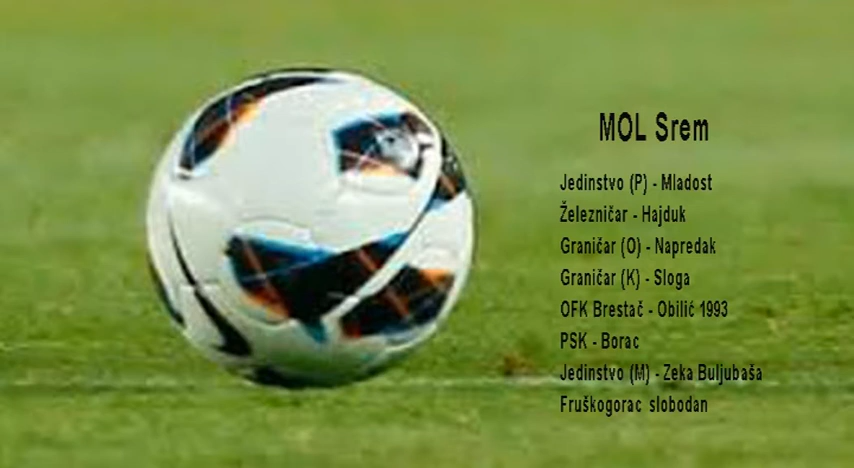 MOL Srem
Jedinstvo (P) - Mladost
Železničar - Hajduk
Graničar (O) - Napredak
Graničar (K) - Sloga
OFK Brestač - Obilić 1993
PSK - Borac
Jedinstvo (M) - Zeka Buljubaša
Fruškogorac slobodan